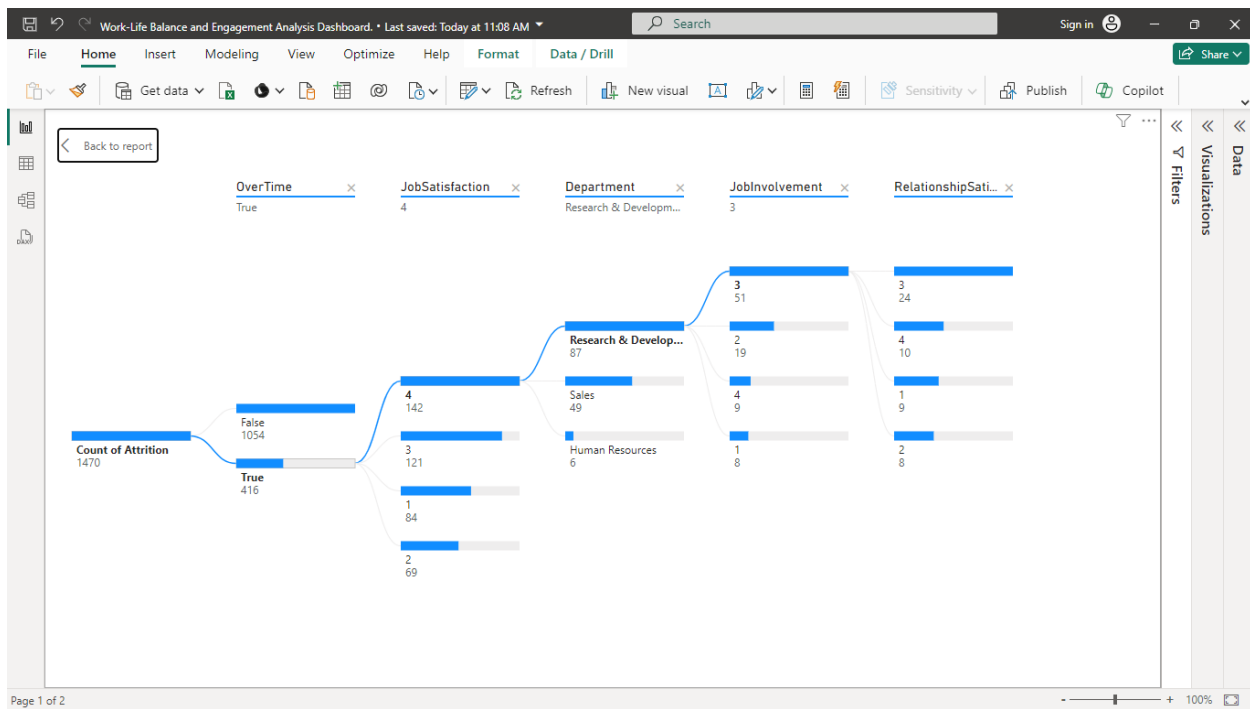 Work-Life Balance and Engagement Analysis Dashboard. • Last saved: Today at 11:08 AM
Search
Sign in
File Home Insert Modeling View Optimize Help Format Data / Drill
Share
Get data
Refresh
New visual
Sensitivity
Publish
Copilot
Back to report
Filters
Visualizations
Data
OverTime
True
JobSatisfaction
4
Department
Research & Developm...
JobInvolvement
3
RelationshipSati...
Count of Attrition
1470
False
1054
True
416
4
142
3
121
1
84
2
69
Research & Develop...
87
Sales
49
Human Resources
6
3
51
2
19
4
9
1
8
3
24
4
10
1
9
2
8
Page 1 of 2
- + 100%